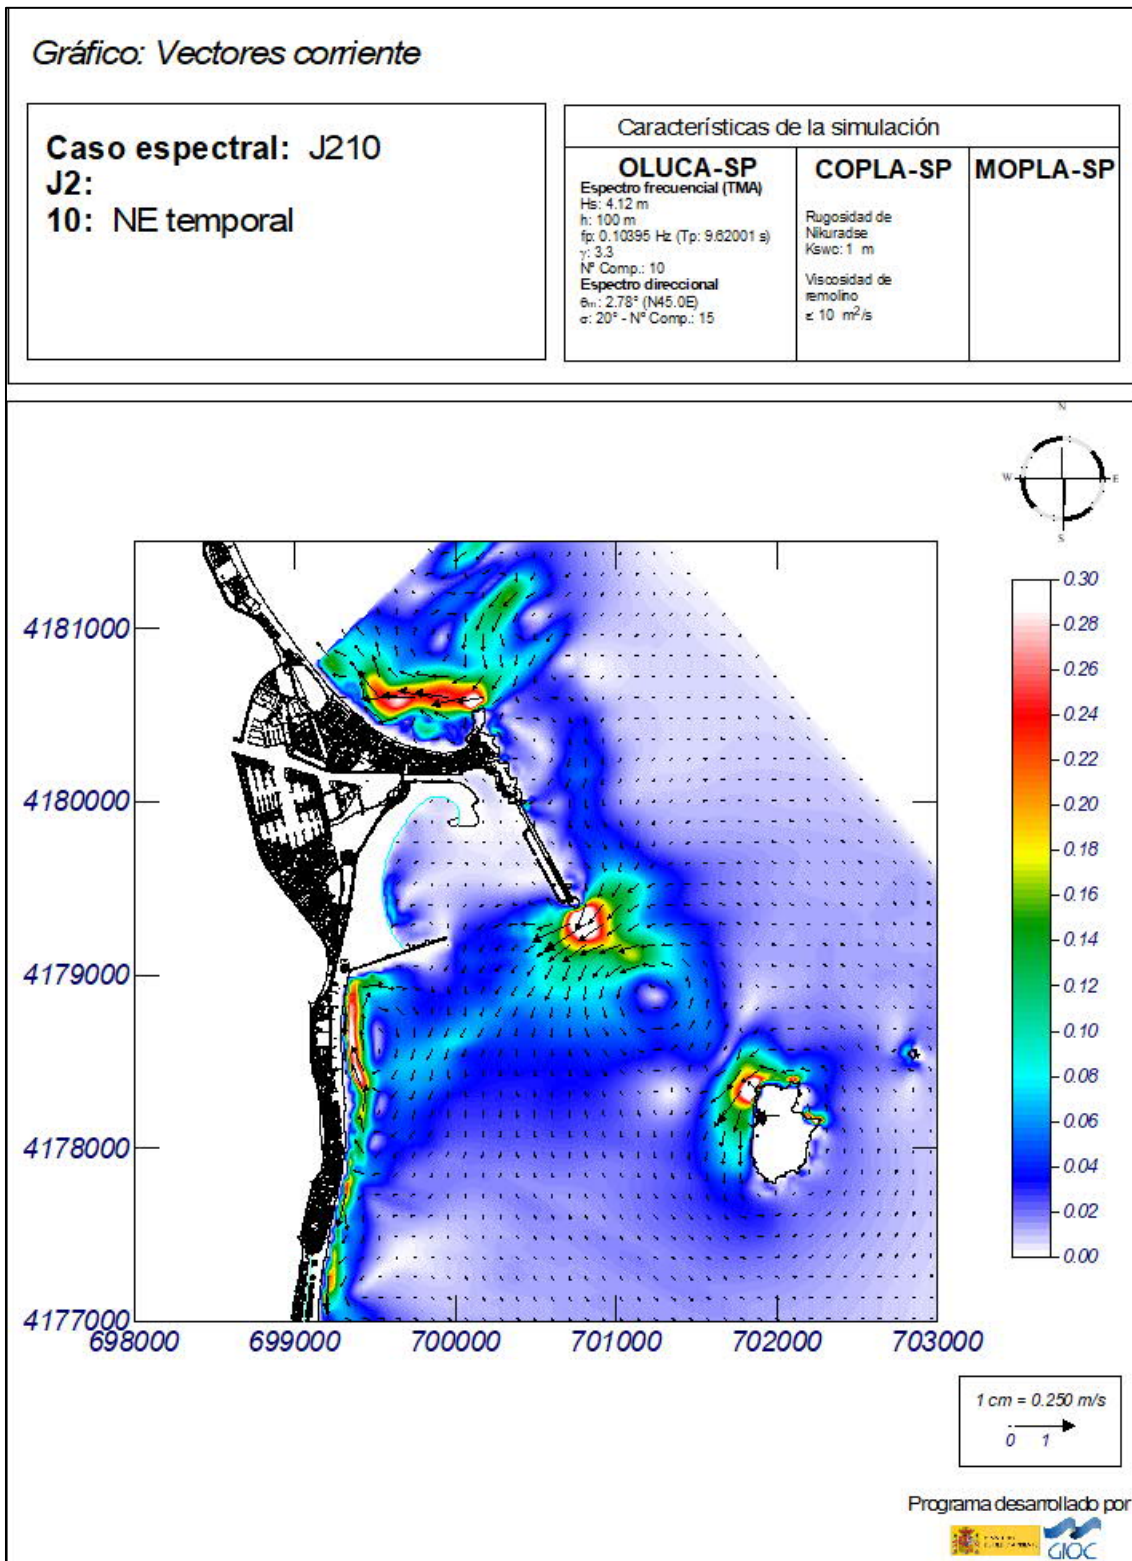 Gráfico: Vectores corriente
Caso espectral: J210
J2:
10: NE temporal
Características de la simulación
OLUCA-SP
Espectro frecuencial (TMA)
Hs: 4.12 m
h: 100 m
fp: 0.10395 Hz (Tp: 9.62001 s)
γ: 3.3
Nº Comp.: 10
Espectro direccional
θm: 2.78° (N45.0E)
σ: 20° - Nº Comp.: 15
COPLA-SP
Rugosidad de
Nikuradse
Kswc: 1 m
Viscosidad de
remolino
ε: 10 m²/s
MOPLA-SP
N
W
E
S
4181000
4180000
4179000
4178000
4177000
698000
699000
700000
701000
702000
703000
0.30
0.28
0.26
0.24
0.22
0.20
0.18
0.16
0.14
0.12
0.10
0.08
0.06
0.04
0.02
0.00
1 cm = 0.250 m/s
0 1
Programa desarrollado por
GIOC